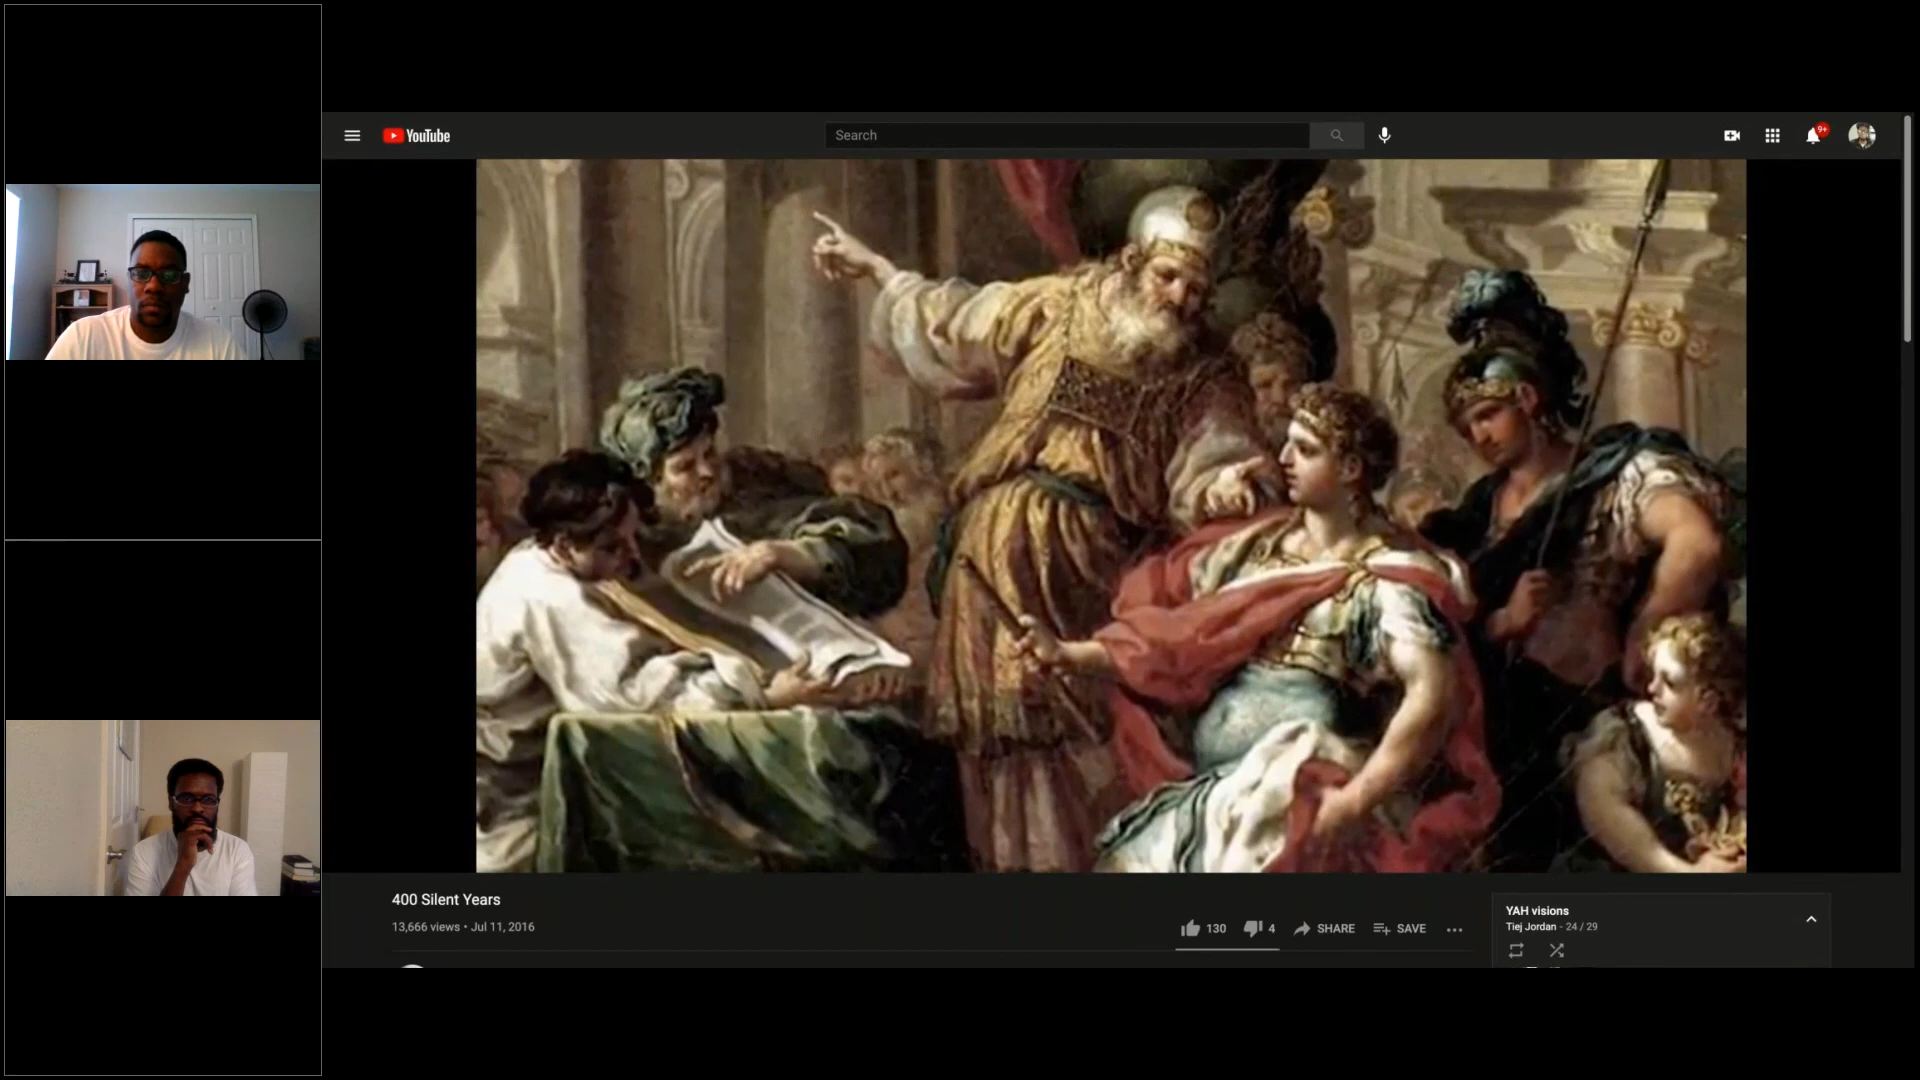 YouTube
Search
9+
400 Silent Years
13,666 views • Jul 11, 2016
130
4
SHARE
SAVE
YAH visions
Tiej Jordan - 24 / 29